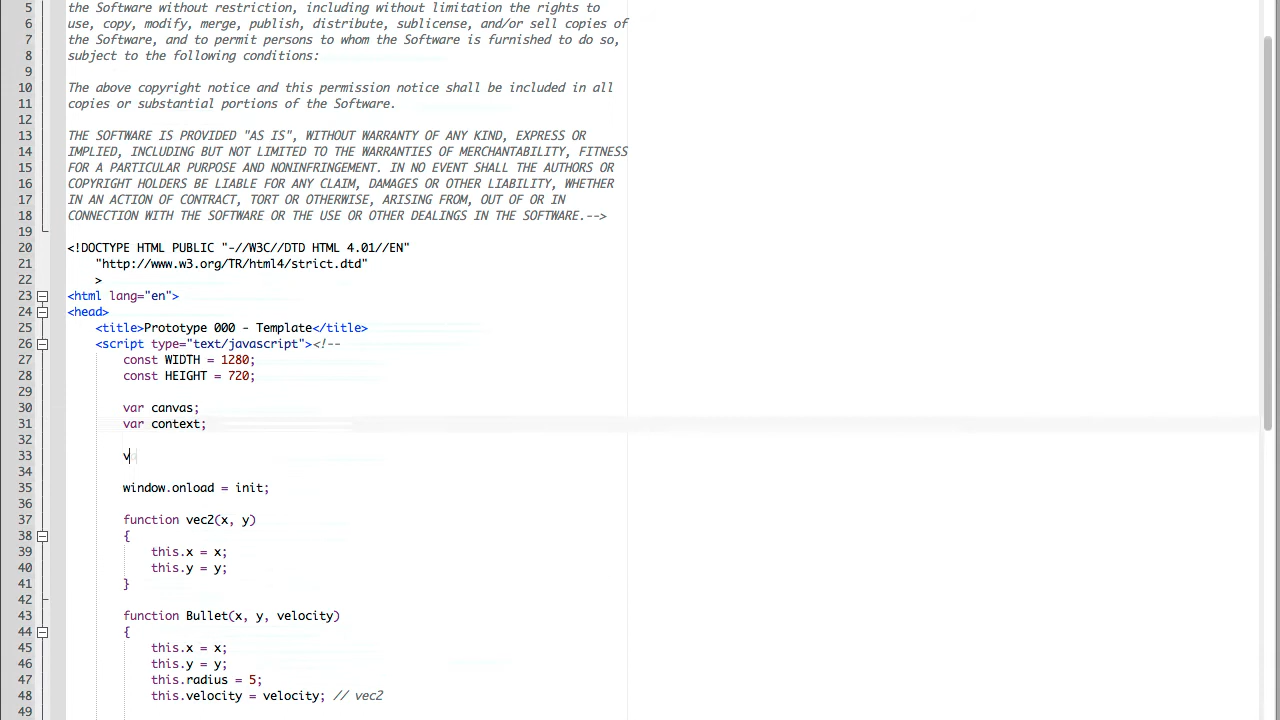 5 the Software without restriction, including without limitation the rights to
6 use, copy, modify, merge, publish, distribute, sublicense, and/or sell copies of
7 the Software, and to permit persons to whom the Software is furnished to do so,
8 subject to the following conditions:
9
10 The above copyright notice and this permission notice shall be included in all
11 copies or substantial portions of the Software.
12
13 THE SOFTWARE IS PROVIDED "AS IS", WITHOUT WARRANTY OF ANY KIND, EXPRESS OR
14 IMPLIED, INCLUDING BUT NOT LIMITED TO THE WARRANTIES OF MERCHANTABILITY, FITNESS
15 FOR A PARTICULAR PURPOSE AND NONINFRINGEMENT. IN NO EVENT SHALL THE AUTHORS OR
16 COPYRIGHT HOLDERS BE LIABLE FOR ANY CLAIM, DAMAGES OR OTHER LIABILITY, WHETHER
17 IN AN ACTION OF CONTRACT, TORT OR OTHERWISE, ARISING FROM, OUT OF OR IN
18 CONNECTION WITH THE SOFTWARE OR THE USE OR OTHER DEALINGS IN THE SOFTWARE.-->
19
20 <!DOCTYPE HTML PUBLIC "-//W3C//DTD HTML 4.01//EN"
21 "http://www.w3.org/TR/html4/strict.dtd"
22 >
23 <html lang="en">
24 <head>
25 <title>Prototype 000 - Template</title>
26 <script type="text/javascript"><!--
27 const WIDTH = 1280;
28 const HEIGHT = 720;
29
30 var canvas;
31 var context;
32
33 v
34
35 window.onload = init;
36
37 function vec2(x, y)
38 {
39 this.x = x;
40 this.y = y;
41 }
42
43 function Bullet(x, y, velocity)
44 {
45 this.x = x;
46 this.y = y;
47 this.radius = 5;
48 this.velocity = velocity; // vec2
49